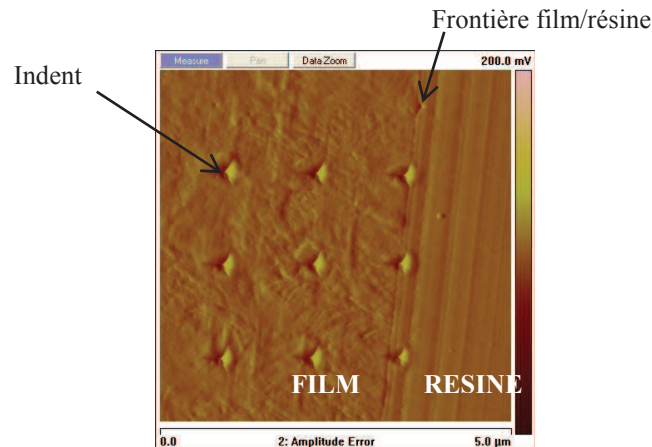 Frontière film/résine
Measure Pan Data Zoom 200.0 mV
Indent
FILM RESINE
0.0 2: Amplitude Error 5.0 µm